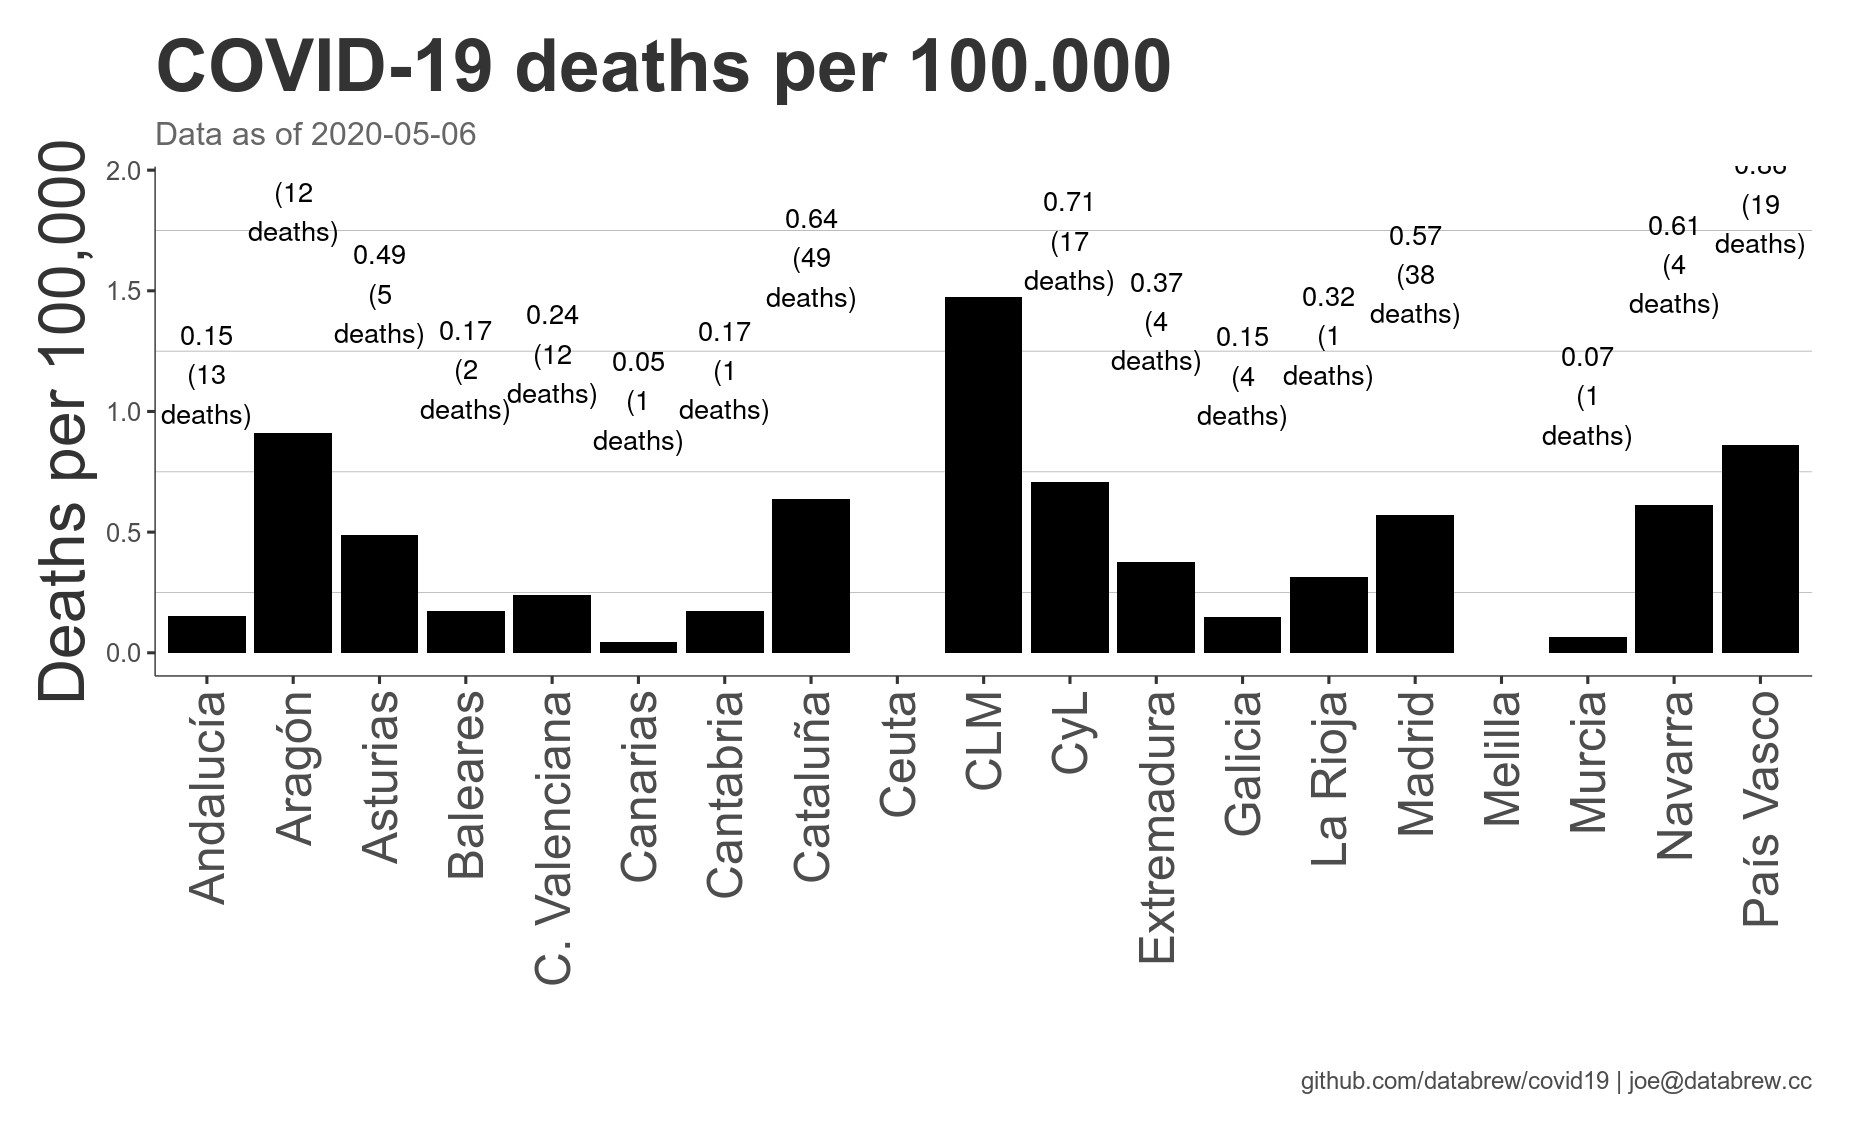 COVID-19 deaths per 100.000
Data as of 2020-05-06
Deaths per 100,000
2.0
1.5
1.0
0.5
0.0
0.15
(13
deaths)
(12
deaths)
0.49
(5
deaths)
0.17
(2
deaths)
0.24
(12
deaths)
0.05
(1
deaths)
0.17
(1
deaths)
0.64
(49
deaths)
0.71
(17
deaths)
0.37
(4
deaths)
0.15
(4
deaths)
0.32
(1
deaths)
0.57
(38
deaths)
0.07
(1
deaths)
0.61
(4
deaths)
(19
deaths)
Andalucía
Aragón
Asturias
Baleares
C. Valenciana
Canarias
Cantabria
Cataluña
Ceuta
CLM
CyL
Extremadura
Galicia
La Rioja
Madrid
Melilla
Murcia
Navarra
País Vasco
github.com/databrew/covid19 | joe@databrew.cc